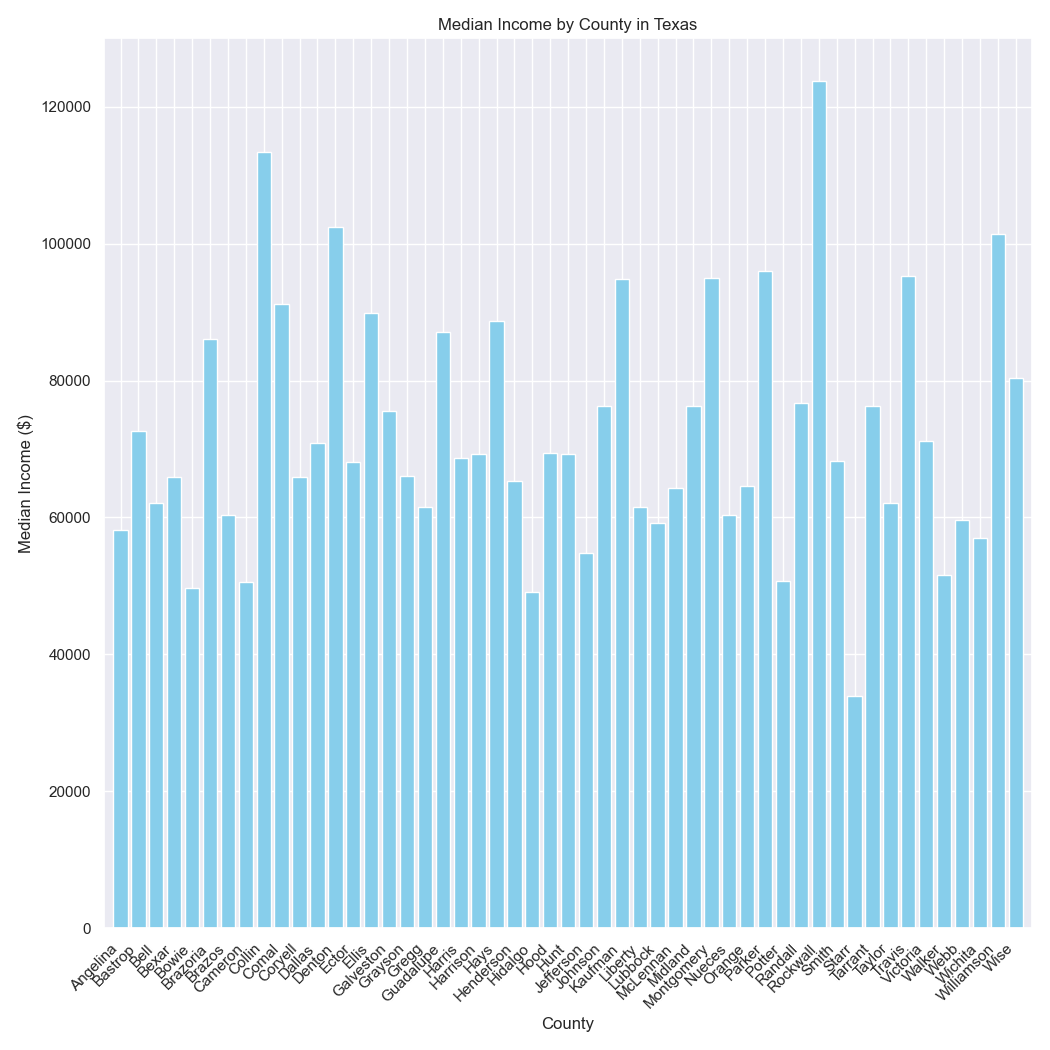 Median Income by County in Texas
120000
100000
80000
60000
40000
20000
0
Median Income ($)
Angelina
Bastrop
Bell
Bexar
Bowie
Brazoria
Brazos
Cameron
Collin
Comal
Coryell
Dallas
Denton
Ector
Ellis
Galveston
Grayson
Gregg
Guadalupe
Harris
Harrison
Hays
Henderson
Hidalgo
Hood
Hunt
Jefferson
Johnson
Kaufman
Liberty
Lubbock
McLennan
Midland
Montgomery
Nueces
Orange
Parker
Potter
Randall
Rockwall
Smith
Starr
Tarrant
Taylor
Travis
Victoria
Walker
Webb
Wichita
Williamson
Wise
County